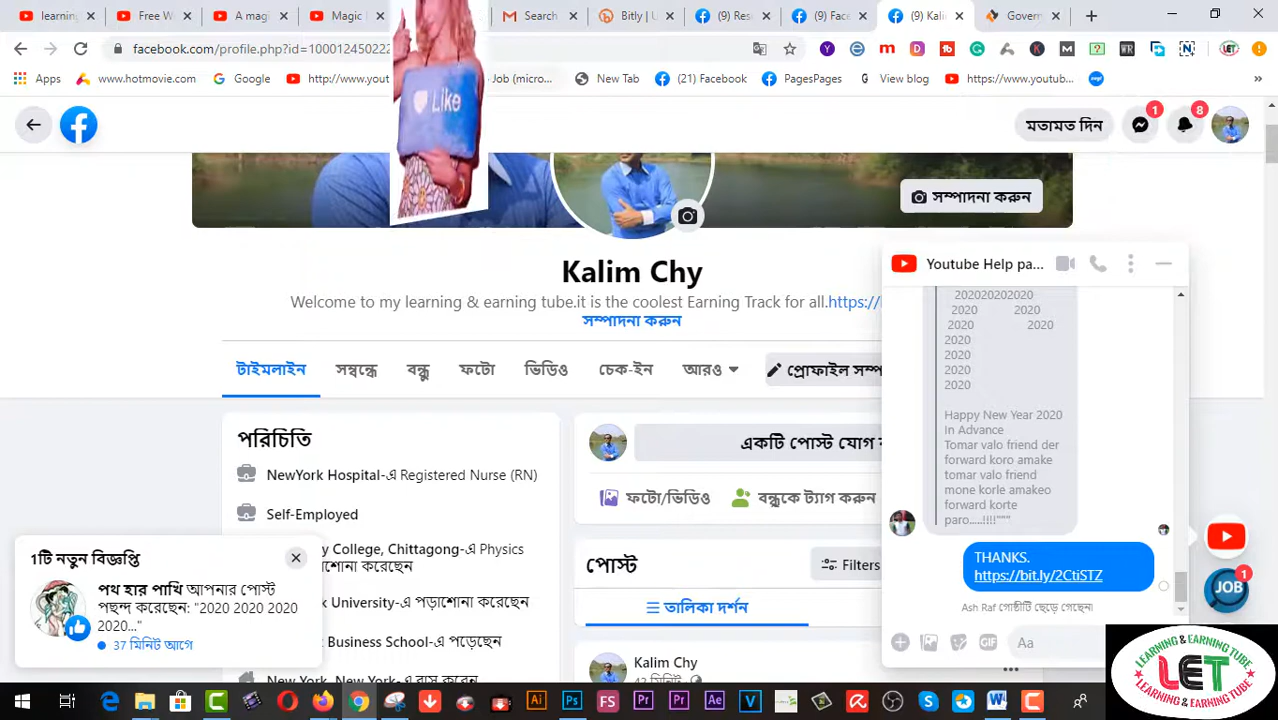 learning
Free W
A magi
Magic
Search
Bitly | U
(9) Res
(9) Face
(9) Kali
Govern
facebook.com/profile.php?id=1000124502
Apps
www.hotmovie.com
Google
http://www.yout
Job (micro...
New Tab
(21) Facebook
PagesPages
View blog
https://www.youtub...
Like
মতামত দিন
1
8
সম্পাদনা করুন
Kalim Chy
Welcome to my learning & earning tube.it is the coolest Earning Track for all.https:/
সম্পাদনা করুন
টাইমলাইন
সম্বন্ধে
বন্ধু
ফটো
ভিডিও
চেক-ইন
আরও
প্রোফাইল সম্প
পরিচিতি
NewYork Hospital-এ Registered Nurse (RN)
Self-Employed
y College, Chittagong-এ Physics
শোনা করেছেন
University-এ পড়াশোনা করেছেন
Business School-এ পড়েছেন
NewYork, New York-এ বাস করেন
একটি পোস্ট যোগ ক
ফটো/ভিডিও
বন্ধুকে ট্যাগ করুন
পোস্ট
Filters
তালিকা দর্শন
Kalim Chy
Youtube Help pa...
202020202020
2020 2020
2020 2020
2020
2020
2020
2020
Happy New Year 2020
In Advance
Tomar valo friend der
forward koro amake
tomar valo friend
mone korle amakeo
forward korte
paro.....!!!!"""
THANKS.
https://bit.ly/2CtiSTZ
Ash Raf গোষ্ঠীটি ছেড়ে গেছেন।
GIF
Aa
JOB
1
1টি নতুন বিজ্ঞপ্তি
পথ হার পাখি আপনার পোস্ট
পছন্দ করেছেন: "2020 2020 2020
2020..."
37 মিনিট আগে
LEARNING & EARNING TUBE
LET
LEARNING & EARNING TUBE